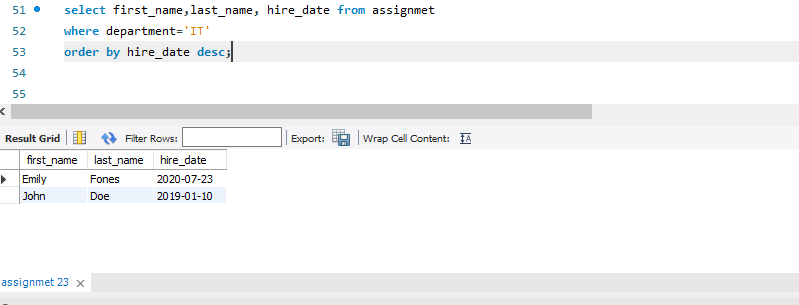 51 select first_name,last_name, hire_date from assignmet
52 where department='IT'
53 order by hire_date desc;
54
55
Result Grid Filter Rows: Export: Wrap Cell Content: IA
first_name last_name hire_date
Emily Fones 2020-07-23
John Doe 2019-01-10
assignmet 23 ×